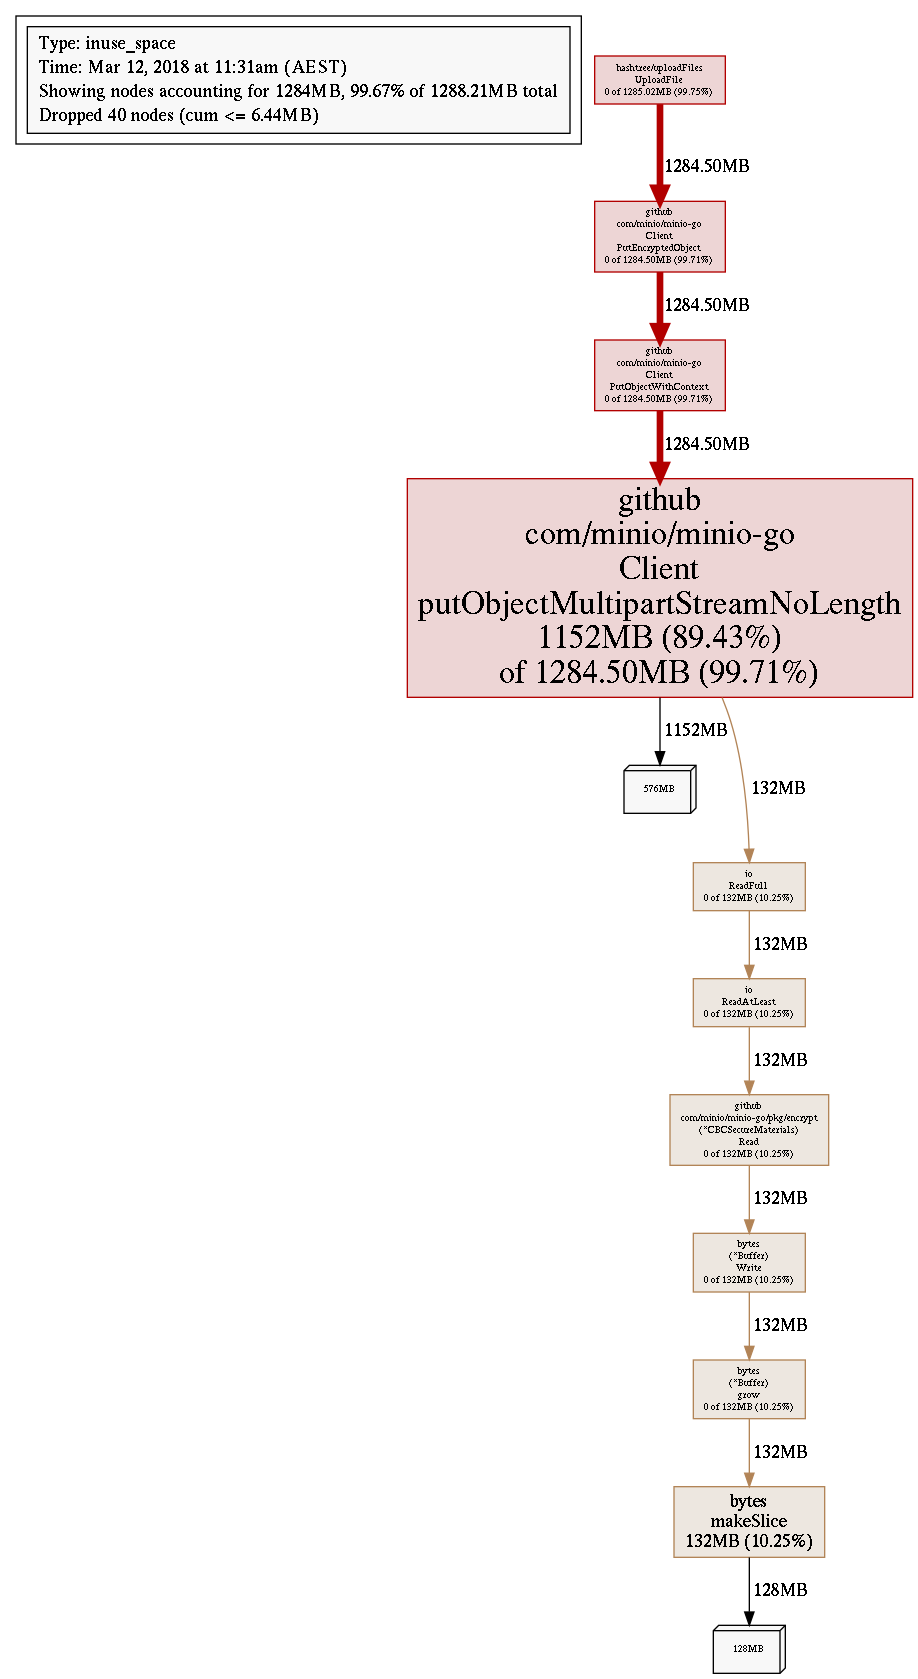 Type: inuse_space
Time: Mar 12, 2018 at 11:31am (AEST)
Showing nodes accounting for 1284MB, 99.67% of 1288.21MB total
Dropped 40 nodes (cum <= 6.44MB)
hashtree/uploadFiles
UploadFile
0 of 1285.02MB (99.75%)
1284.50MB
github
com/minio/minio-go
Client
PutEncryptedObject
0 of 1284.50MB (99.71%)
1284.50MB
github
com/minio/minio-go
Client
PutObjectWithContext
0 of 1284.50MB (99.71%)
1284.50MB
github
com/minio/minio-go
Client
putObjectMultipartStreamNoLength
1152MB (89.43%)
of 1284.50MB (99.71%)
1152MB
576MB
132MB
io
ReadFull
0 of 132MB (10.25%)
132MB
io
ReadAtLeast
0 of 132MB (10.25%)
132MB
github
com/minio/minio-go/pkg/encrypt
(*CBCSecureMaterials)
Read
0 of 132MB (10.25%)
132MB
bytes
(*Buffer)
Write
0 of 132MB (10.25%)
132MB
bytes
(*Buffer)
grow
0 of 132MB (10.25%)
132MB
bytes
makeSlice
132MB (10.25%)
128MB
128MB